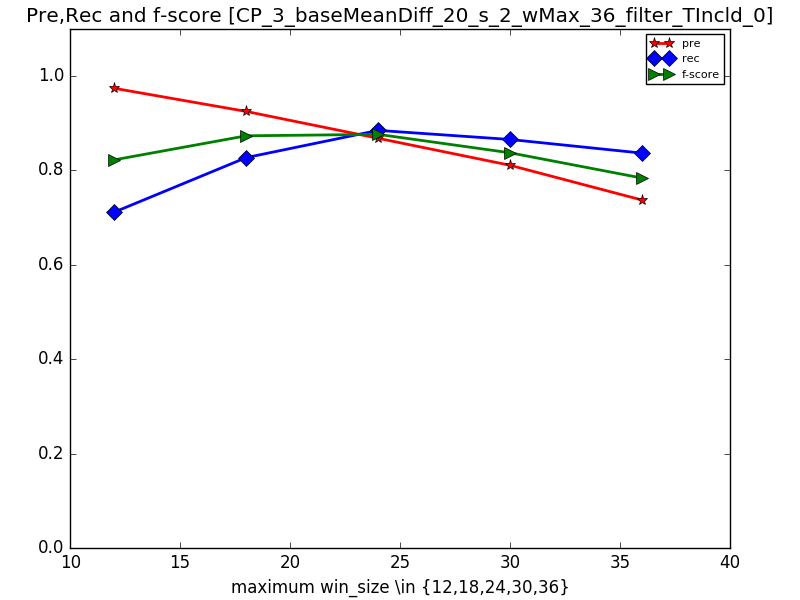 Pre,Rec and f-score [CP_3_baseMeanDiff_20_s_2_wMax_36_filter_TIncld_0]
pre
rec
f-score
1.0
0.8
0.6
0.4
0.2
0.0
10 15 20 25 30 35 40
maximum win_size \in {12,18,24,30,36}